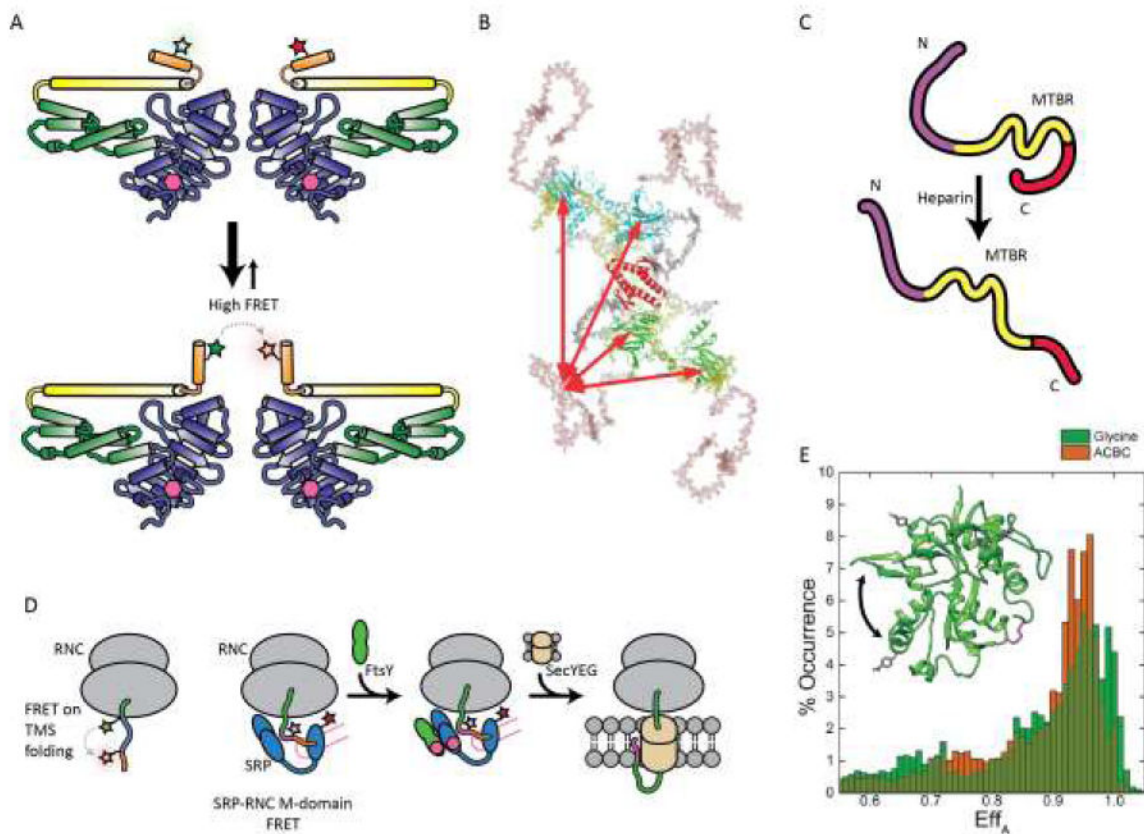 A
High FRET
B
C
N
MTBR
C
Heparin
N
MTBR
C
D
RNC
FRET on
TMS
folding
RNC
SRP
FtsY
SecYEG
SRP-RNC M-domain
FRET
E
Glycine
ACBC
% Occurrence
10
9
8
7
6
5
4
3
2
1
0
0.6 0.7 0.8 0.9 1.0
Eff_A